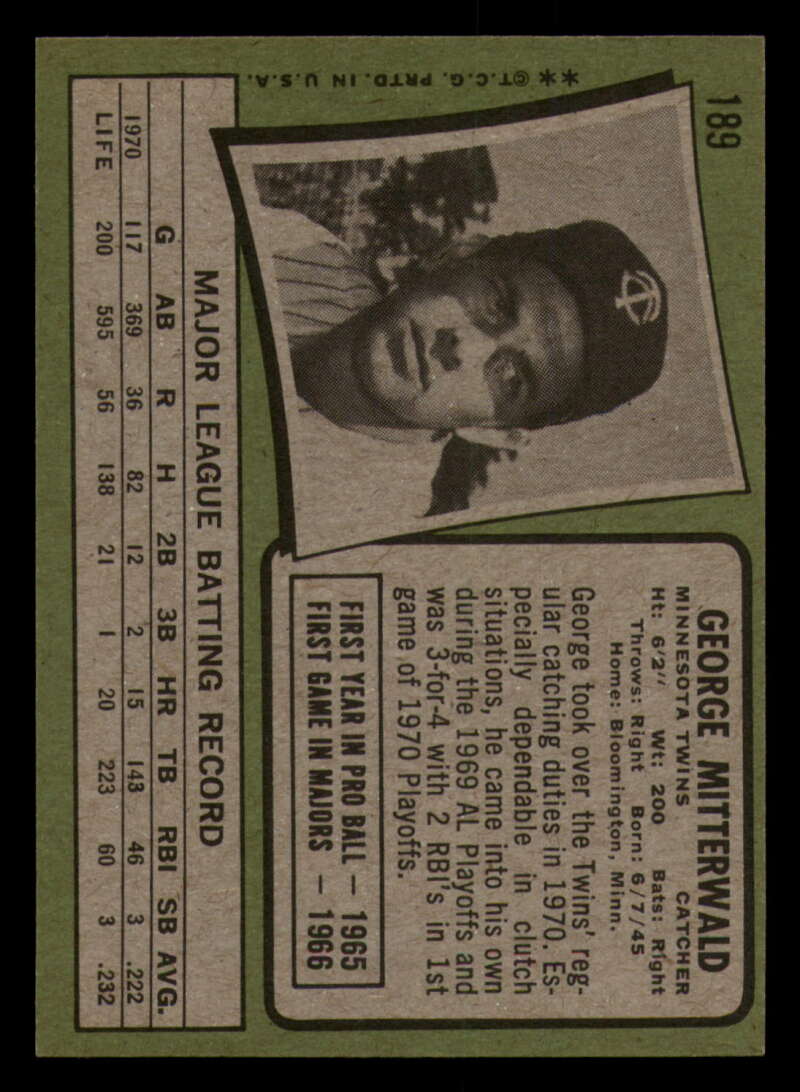 189
**©T.C.G. PRTD. IN U.S.A.
GEORGE MITTERWALD
MINNESOTA TWINS CATCHER
Ht: 6'2" Wt: 200 Bats: Right
Throws: Right Born: 6/7/45
Home: Bloomington, Minn.
George took over the Twins' reg-
ular catching duties in 1970. Es-
pecially dependable in clutch
situations, he came into his own
during the 1969 AL Playoffs and
was 3-for-4 with 2 RBI's in 1st
game of 1970 Playoffs.
FIRST YEAR IN PRO BALL — 1965
FIRST GAME IN MAJORS — 1966
MAJOR LEAGUE BATTING RECORD
G AB R H 2B 3B HR TB RBI SB AVG.
1970 117 369 36 82 12 2 15 143 46 3 .222
LIFE 200 595 56 138 21 1 20 223 60 3 .232